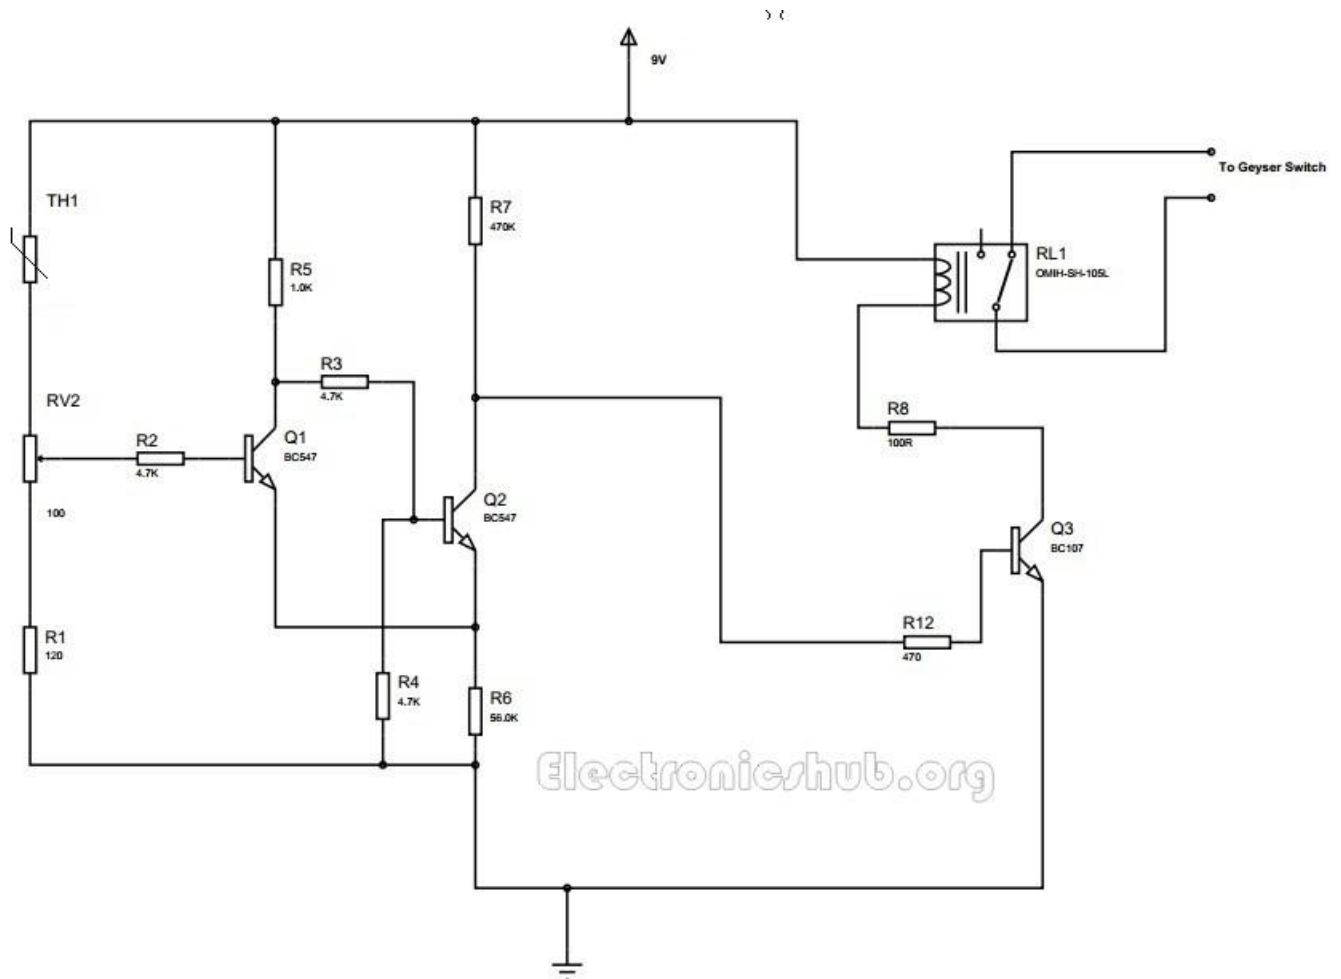 9V
To Geyser Switch
TH1
R7
470K
R5
1.0K
RL1
OMIH-SH-105L
R3
4.7K
RV2
100
R2
4.7K
Q1
BC547
R8
100R
Q2
BC547
Q3
BC107
R1
120
R12
470
R4
4.7K
R6
56.0K
Electronicshub.org